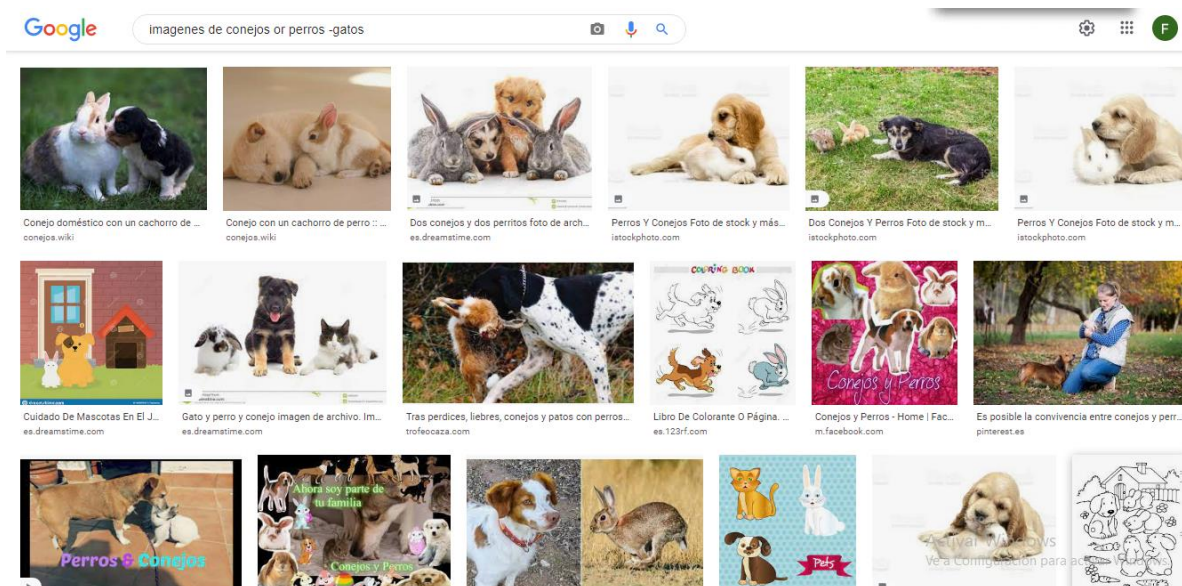 Google
imagenes de conejos or perros -gatos
F
Conejo doméstico con un cachorro de ...
conejos.wiki
Conejo con un cachorro de perro :: ...
conejos.wiki
Dos conejos y dos perritos foto de arch...
es.dreamstime.com
Perros Y Conejos Foto de stock y más...
istockphoto.com
Dos Conejos Y Perros Foto de stock y m...
istockphoto.com
Perros Y Conejos Foto de stock y m...
istockphoto.com
COLORING BOOK
Conejos y Perros
Cuidado De Mascotas En El J...
es.dreamstime.com
Gato y perro y conejo imagen de archivo. Im...
es.dreamstime.com
Tras perdices, liebres, conejos y patos con perros...
trofeocaza.com
Libro De Colorante O Página. ...
es.123rf.com
Conejos y Perros - Home | Fac...
m.facebook.com
Es posible la convivencia entre conejos y perr...
pinterest.es
Perros & Conejos
Ahora soy parte de
tu familia
Conejos y Perros
Pets
Activar Windows
Ve a Configuración para activar Windows.